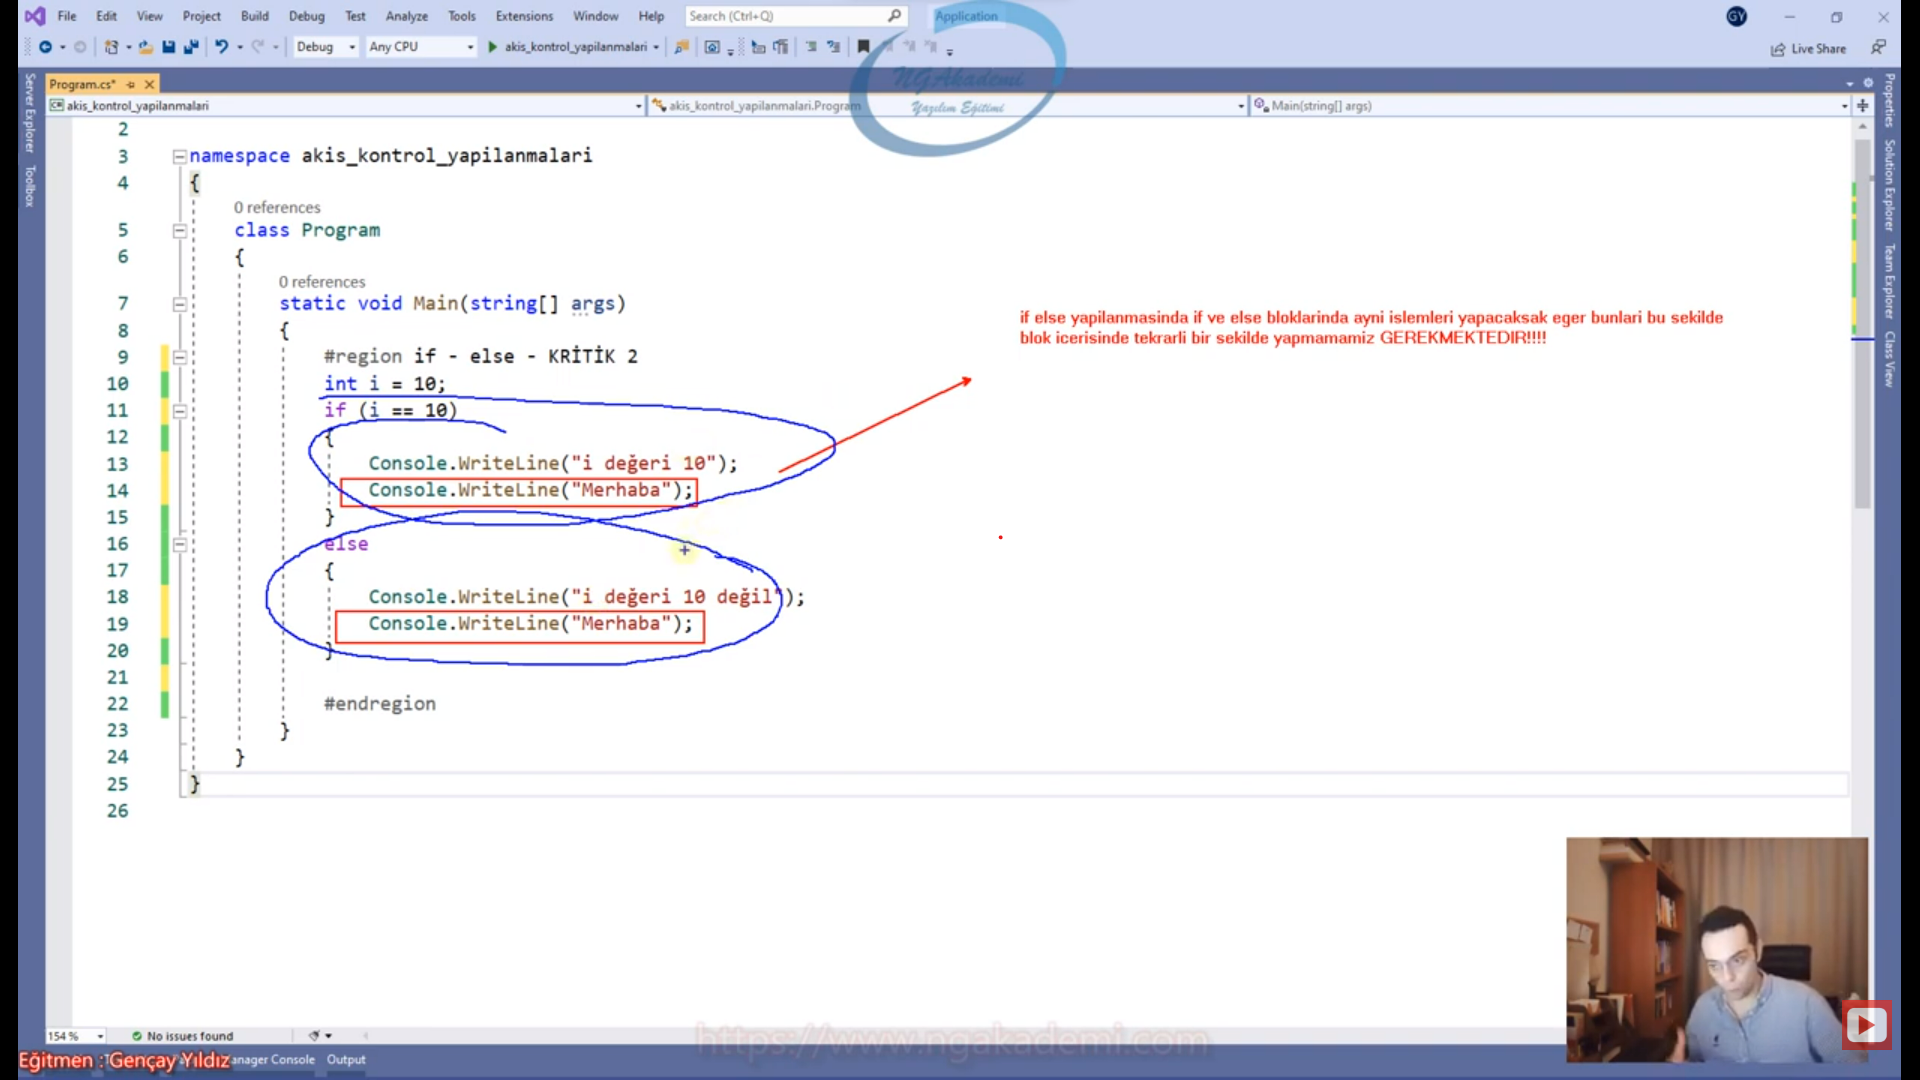 File Edit View Project Build Debug Test Analyze Tools Extensions Window Help Search (Ctrl+Q) Application GY
Debug Any CPU akis_kontrol_yapilanmalari Live Share
NGAkademi
Yazılım Eğitimi
Program.cs*
akis_kontrol_yapilanmalari akis_kontrol_yapilanmalari.Program Main(string[] args)
Server Explorer
Toolbox
Properties
Solution Explorer
Team Explorer
Class View
2
3 namespace akis_kontrol_yapilanmalari
4 {
0 references
5 class Program
6 {
0 references
7 static void Main(string[] args)
8 {
9 #region if - else - KRİTİK 2
10 int i = 10;
11 if (i == 10)
12 {
13 Console.WriteLine("i değeri 10");
14 Console.WriteLine("Merhaba");
15 }
16 else
17 {
18 Console.WriteLine("i değeri 10 değil");
19 Console.WriteLine("Merhaba");
20 }
21
22 #endregion
23 }
24 }
25 }
26
if else yapilanmasinda if ve else bloklarinda ayni islemleri yapacaksak eger bunlari bu sekilde
blok icerisinde tekrarli bir sekilde yapmamamiz GEREKMEKTEDIR!!!!
154 % No issues found
https://www.ngakademi.com
Eğitmen : Gençay Yıldız anager Console Output